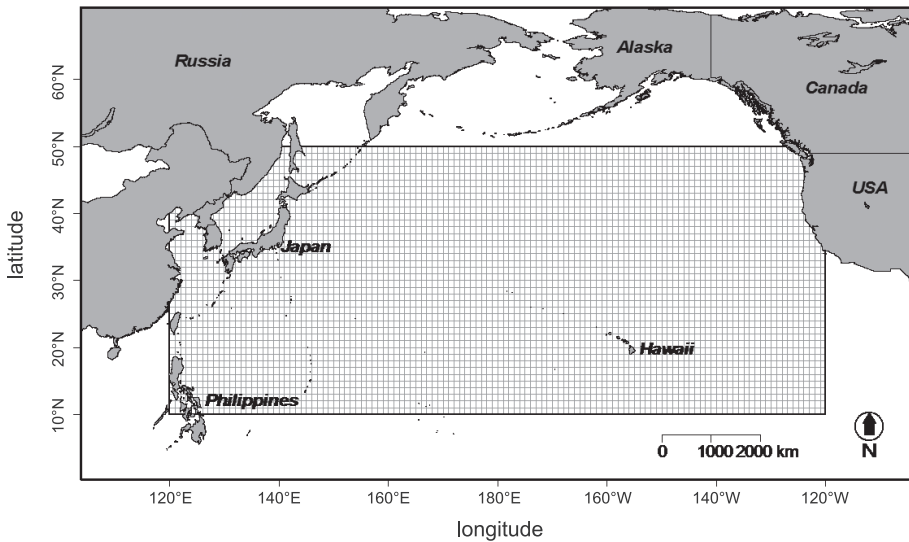 Russia
Alaska
Canada
USA
Japan
Hawaii
Philippines
0 1000 2000 km
N
60°N
50°N
40°N
30°N
20°N
10°N
latitude
120°E 140°E 160°E 180°E 160°W 140°W 120°W
longitude